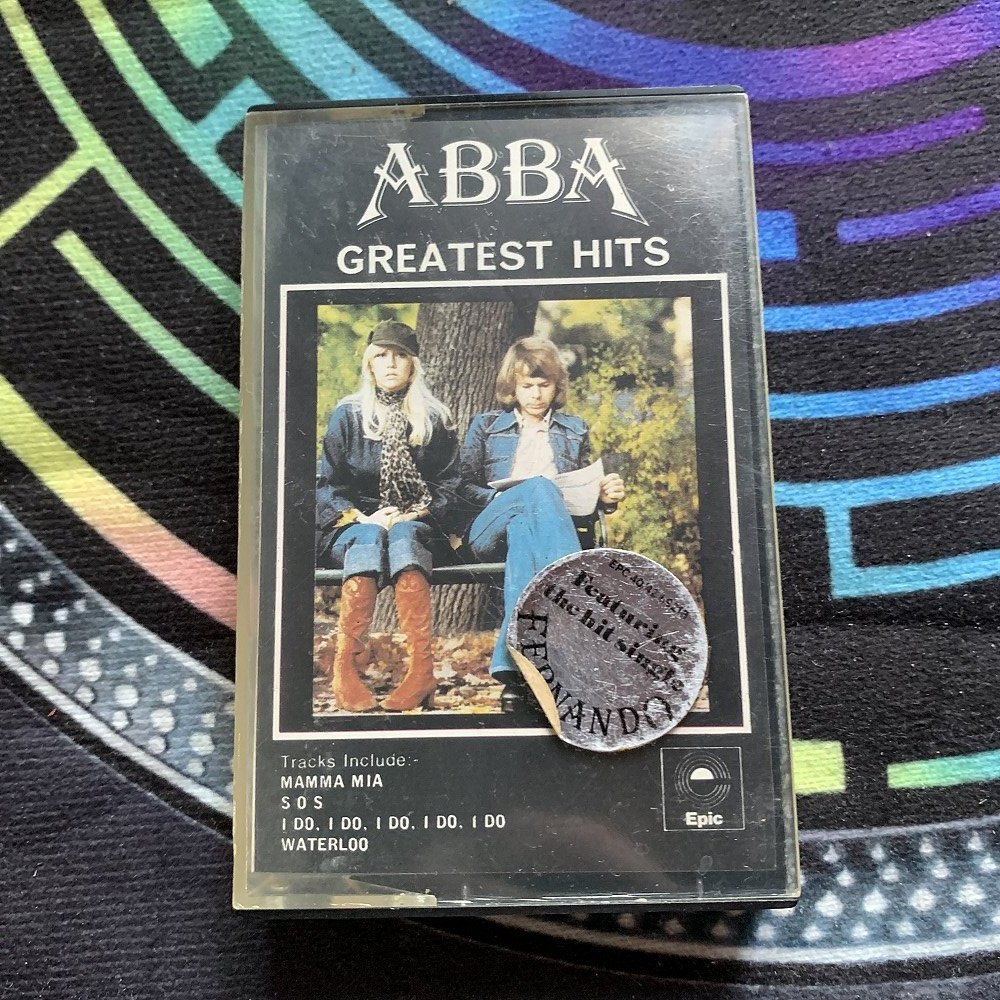 ABBA
GREATEST HITS
Featuring
the hit single
FERNANDO
Tracks Include:-
MAMMA MIA
S O S
I DO, I DO, I DO, I DO, I DO
WATERLOO
Epic